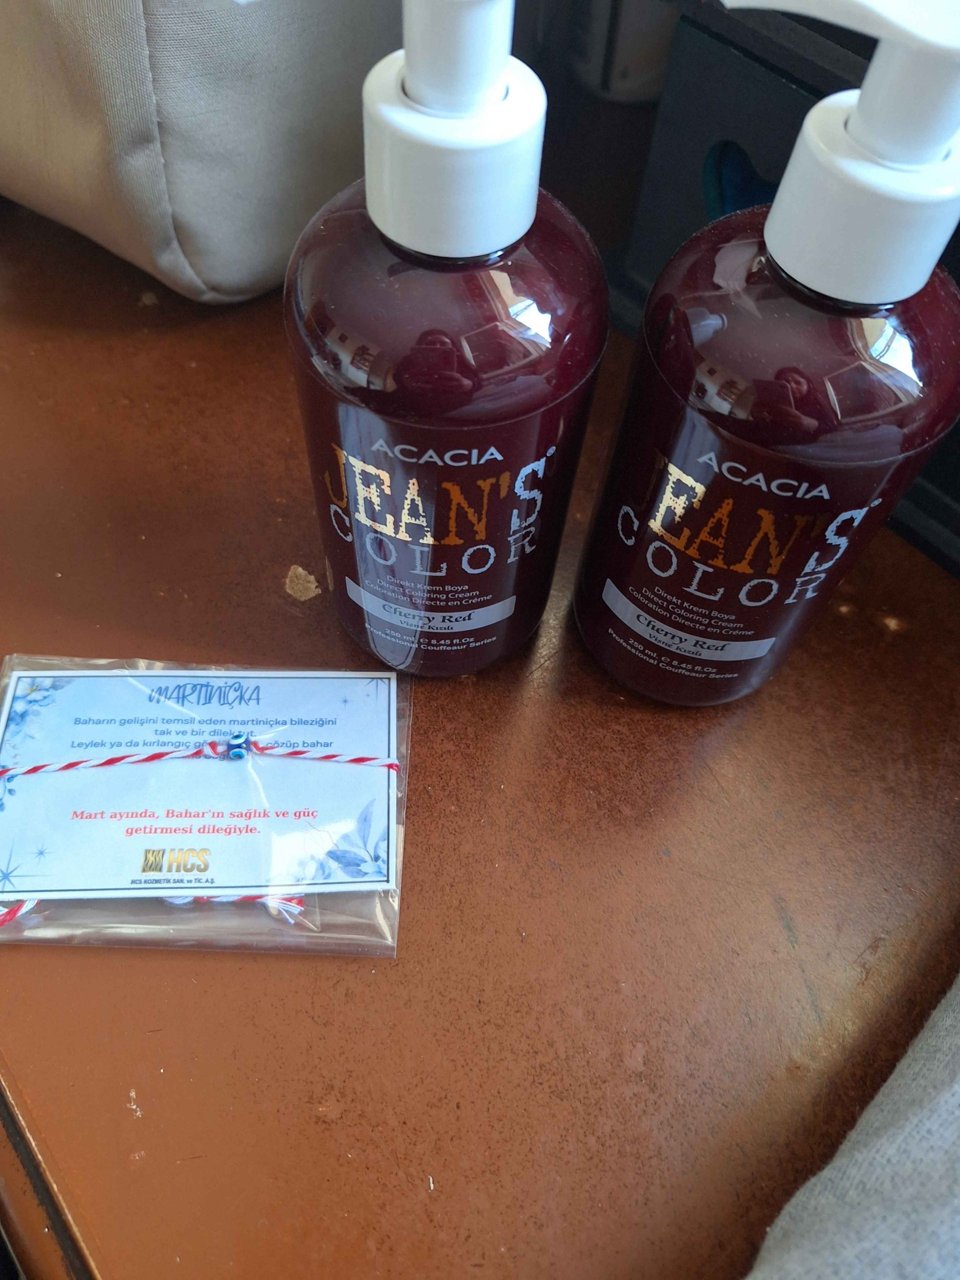 ACACIA
JEAN'S
COLOR
Direkt Krem Boya
Direct Coloring Cream
Coloration Directe en Crème
Cherry Red
Vişne Kızılı
250 ml. e 8.45 fl.Oz
Professional Couffeaur Series
ACACIA
JEAN'S
COLOR
Direkt Krem Boya
Direct Coloring Cream
Coloration Directe en Crème
Cherry Red
Vişne Kızılı
250 ml. e 8.45 fl.Oz
Professional Couffeaur Series
MARTİNİÇKA
Baharın gelişini temsil eden martiniçka bileziğini
tak ve bir dilek tut.
Leylek ya da kırlangıç çözüp bahar
Mart ayında, Bahar'ın sağlık ve güç
getirmesi dileğiyle.
HCS
HCS KOZMETİK SAN. ve TİC. A.Ş.